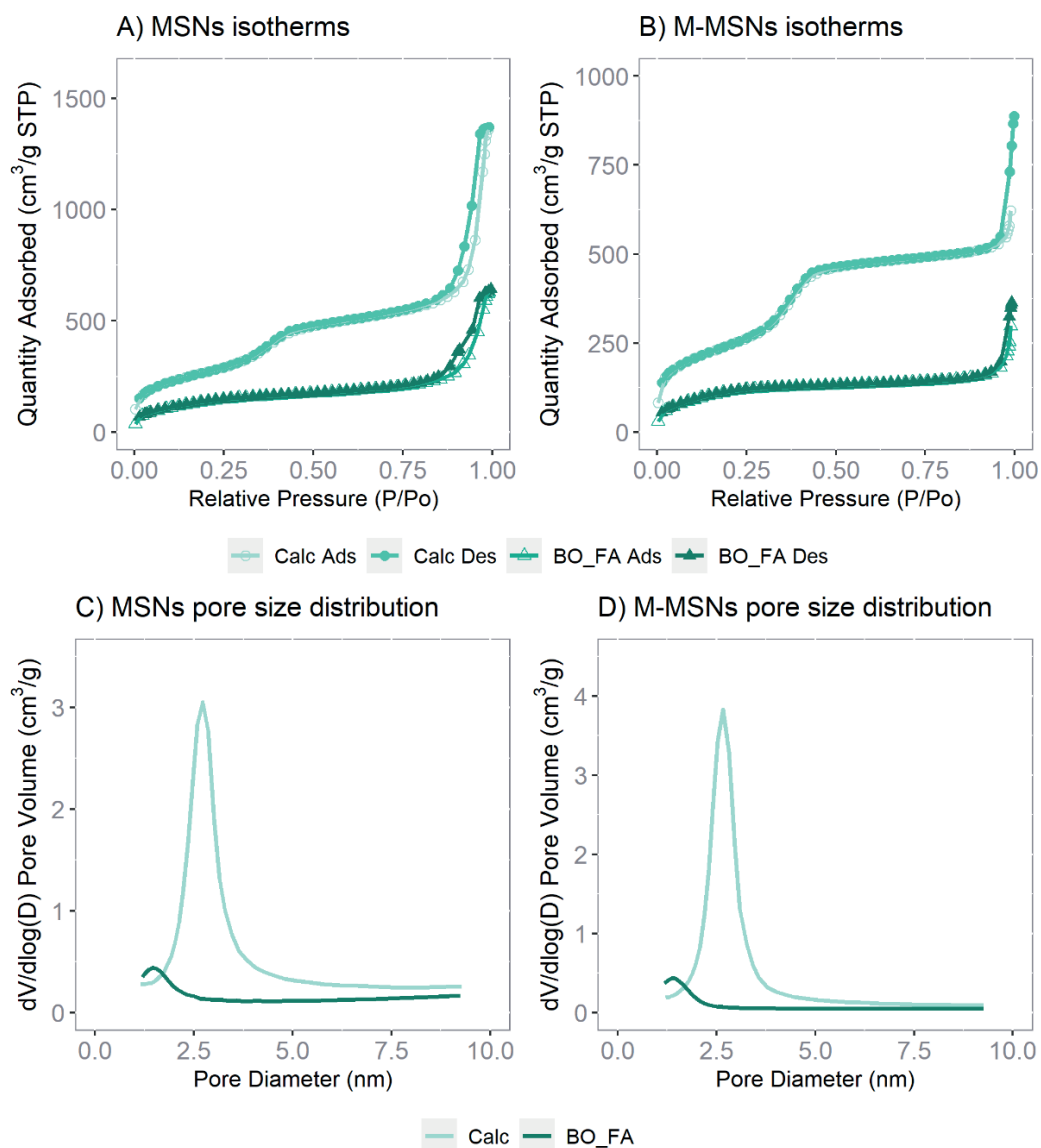 A) MSNs isotherms
Quantity Adsorbed (cm³/g STP)
1500
1000
500
0
0.00 0.25 0.50 0.75 1.00
Relative Pressure (P/Po)
B) M-MSNs isotherms
Quantity Adsorbed (cm³/g STP)
1000
750
500
250
0
0.00 0.25 0.50 0.75 1.00
Relative Pressure (P/Po)
Calc Ads Calc Des BO_FA Ads BO_FA Des
C) MSNs pore size distribution
dV/dlog(D) Pore Volume (cm³/g)
3
2
1
0
0.0 2.5 5.0 7.5 10.0
Pore Diameter (nm)
D) M-MSNs pore size distribution
dV/dlog(D) Pore Volume (cm³/g)
4
3
2
1
0
0.0 2.5 5.0 7.5 10.0
Pore Diameter (nm)
Calc BO_FA